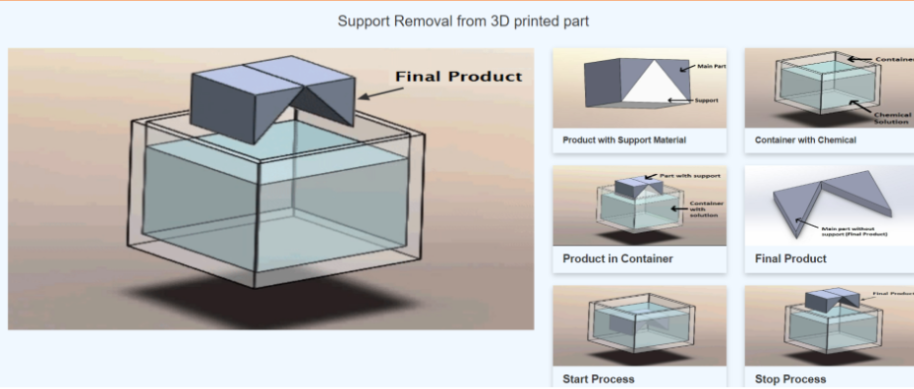 Support Removal from 3D printed part
Final Product
Main Part
Support
Product with Support Material
Container
Chemical
Solution
Container with Chemical
Part with support
Container
with
solution
Product in Container
Main part without
support(Final Product)
Final Product
Start Process
Final Product
Stop Process